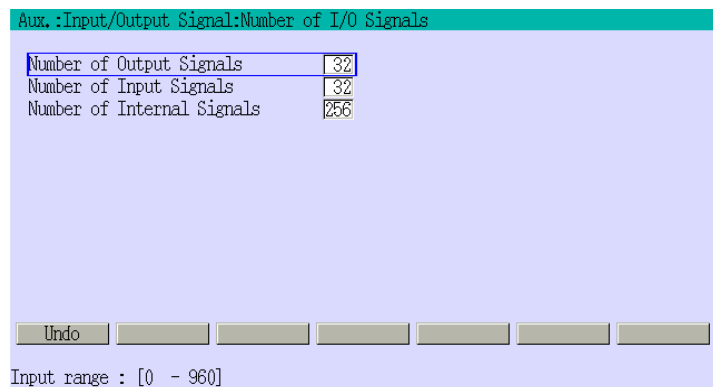 Aux.:Input/Output Signal:Number of I/O Signals
Number of Output Signals 32
Number of Input Signals 32
Number of Internal Signals 256
Undo
Input range : [0 - 960]